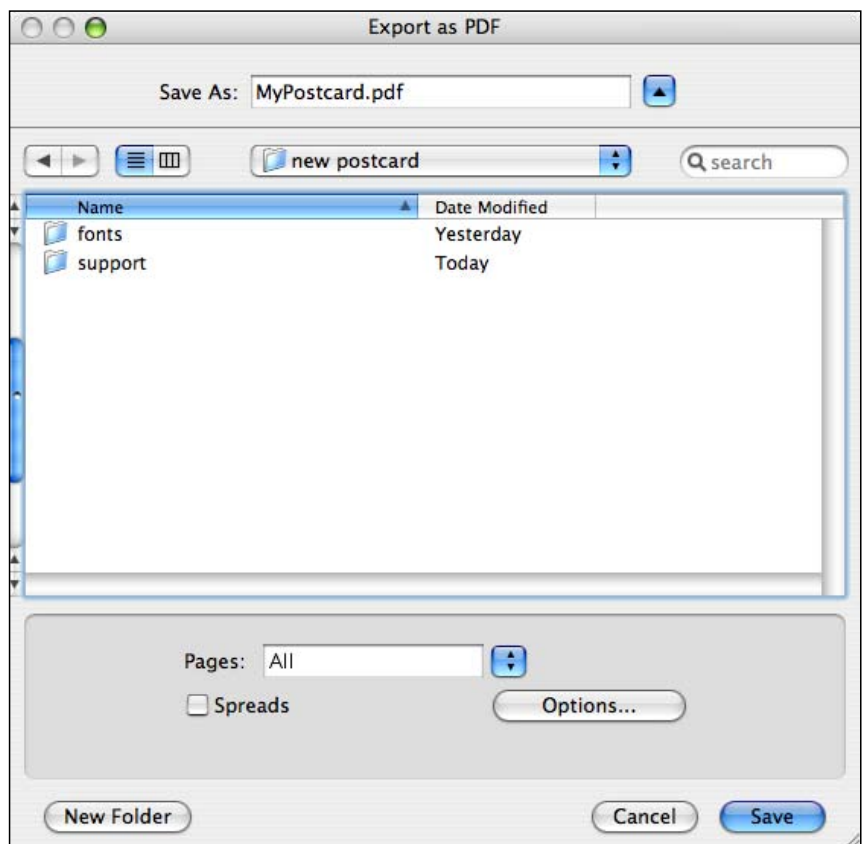 Export as PDF
Save As: MyPostcard.pdf
new postcard
search
Name Date Modified
fonts Yesterday
support Today
Pages: All
Spreads Options...
New Folder Cancel Save